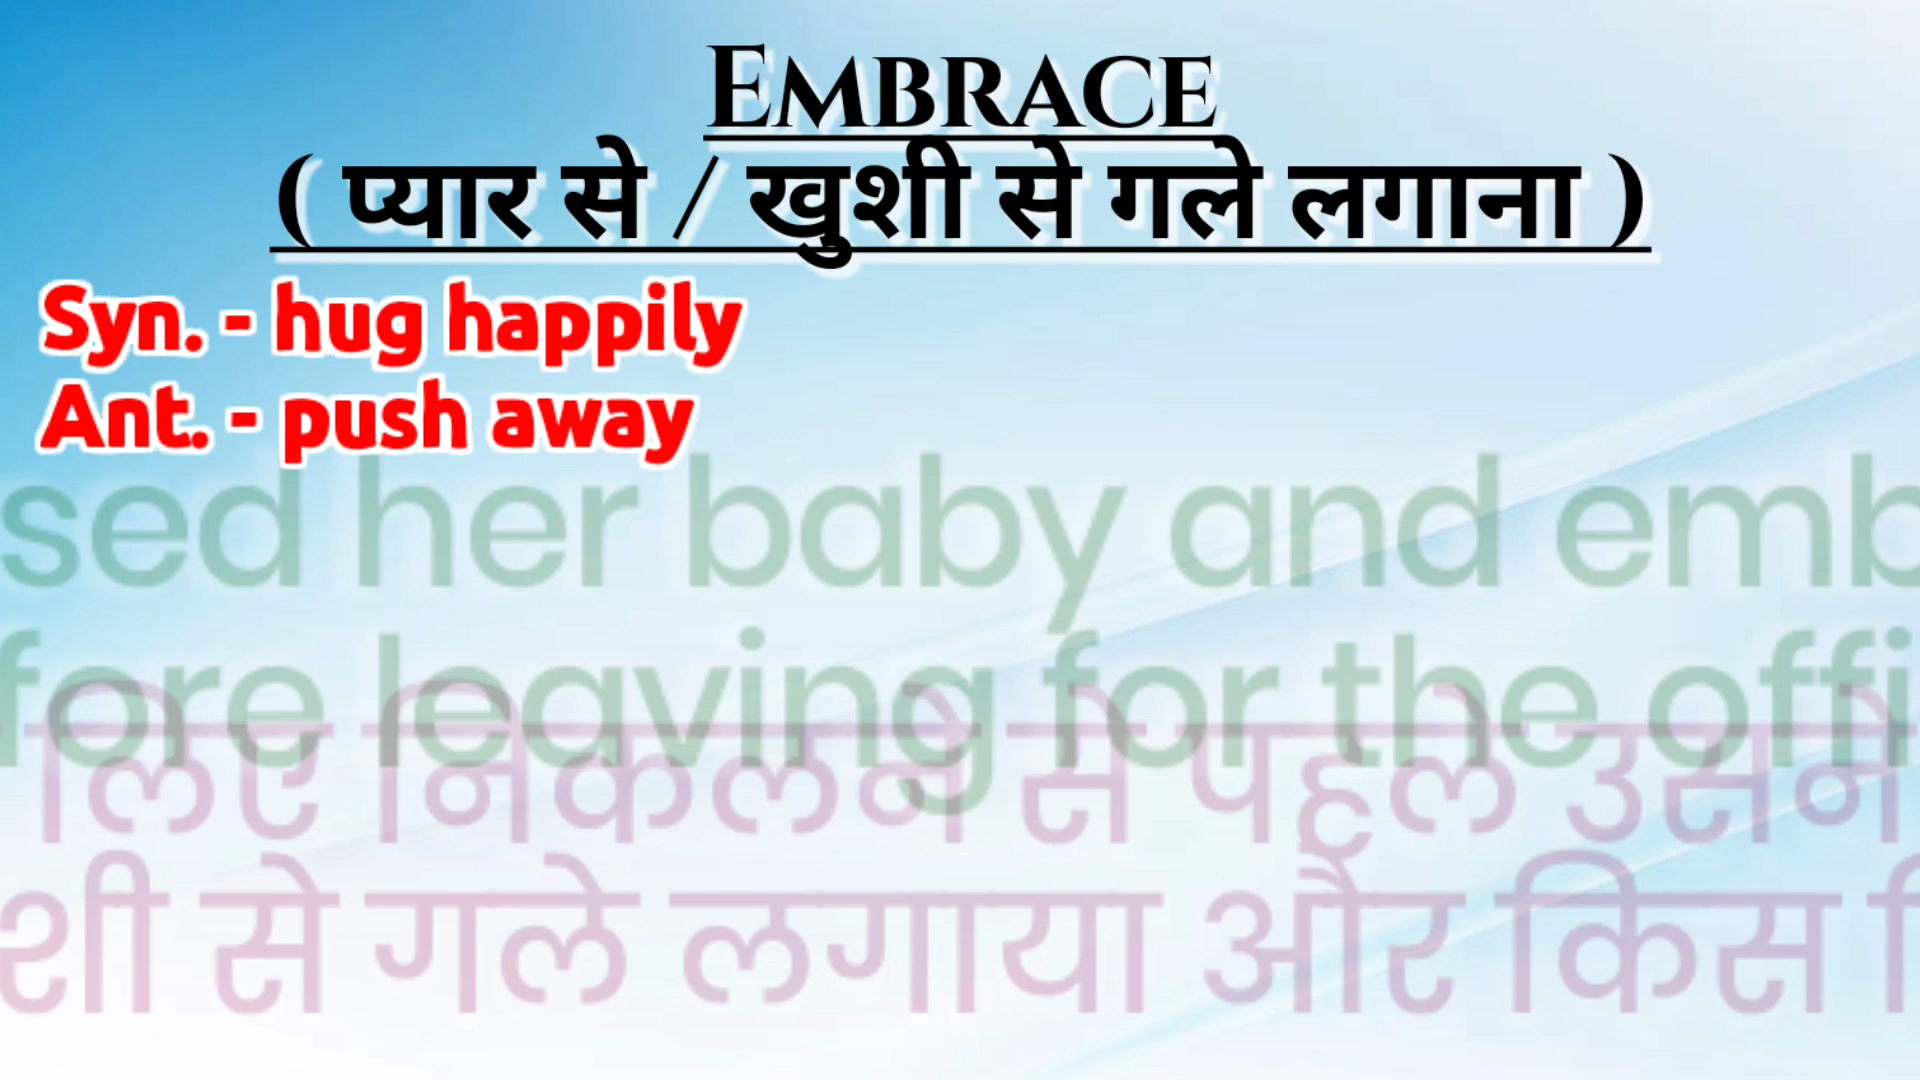 EMBRACE
( प्यार से / खुशी से गले लगाना )
Syn. - hug happily
Ant. - push away
sed her baby and emb
fore leaving for the offi
लिए निकलने से पहले उसने
शी से गले लगाया और किस